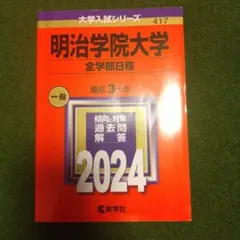 大学入試シリーズ
417
明治学院大学
全学部日程
最近3カ年
一般
傾向と対策
過去問
解答
2024
教学社